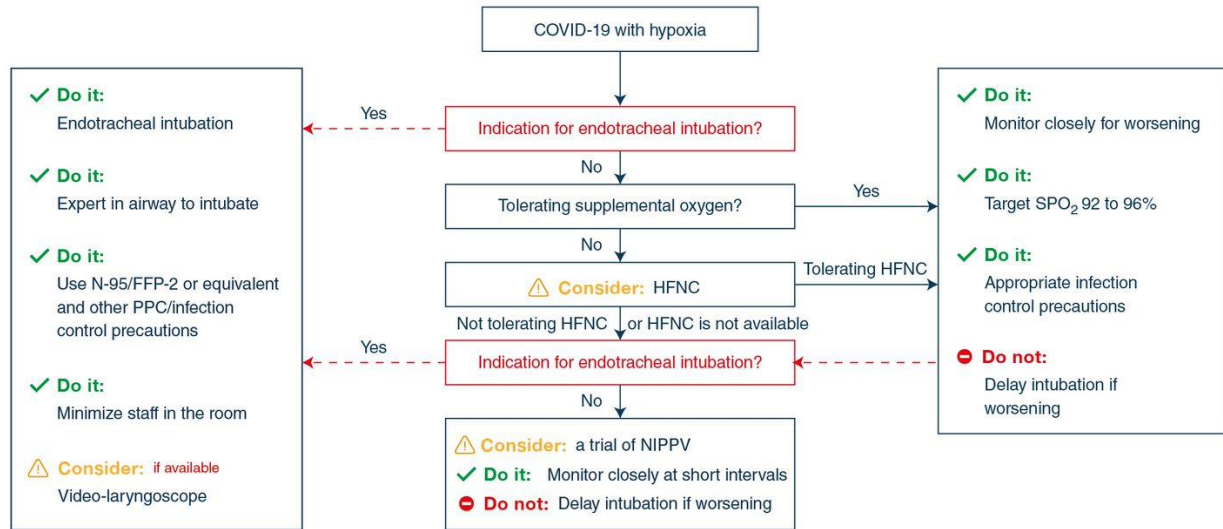 COVID-19 with hypoxia
Indication for endotracheal intubation?
Yes
No
Tolerating supplemental oxygen?
Yes
No
Consider: HFNC
Tolerating HFNC
Not tolerating HFNC or HFNC is not available
Indication for endotracheal intubation?
Yes
No
Consider: a trial of NIPPV
Do it: Monitor closely at short intervals
Do not: Delay intubation if worsening
Do it:
Endotracheal intubation
Do it:
Expert in airway to intubate
Do it:
Use N-95/FFP-2 or equivalent
and other PPC/infection
control precautions
Do it:
Minimize staff in the room
Consider: if available
Video-laryngoscope
Do it:
Monitor closely for worsening
Do it:
Target SPO₂ 92 to 96%
Do it:
Appropriate infection
control precautions
Do not:
Delay intubation if
worsening